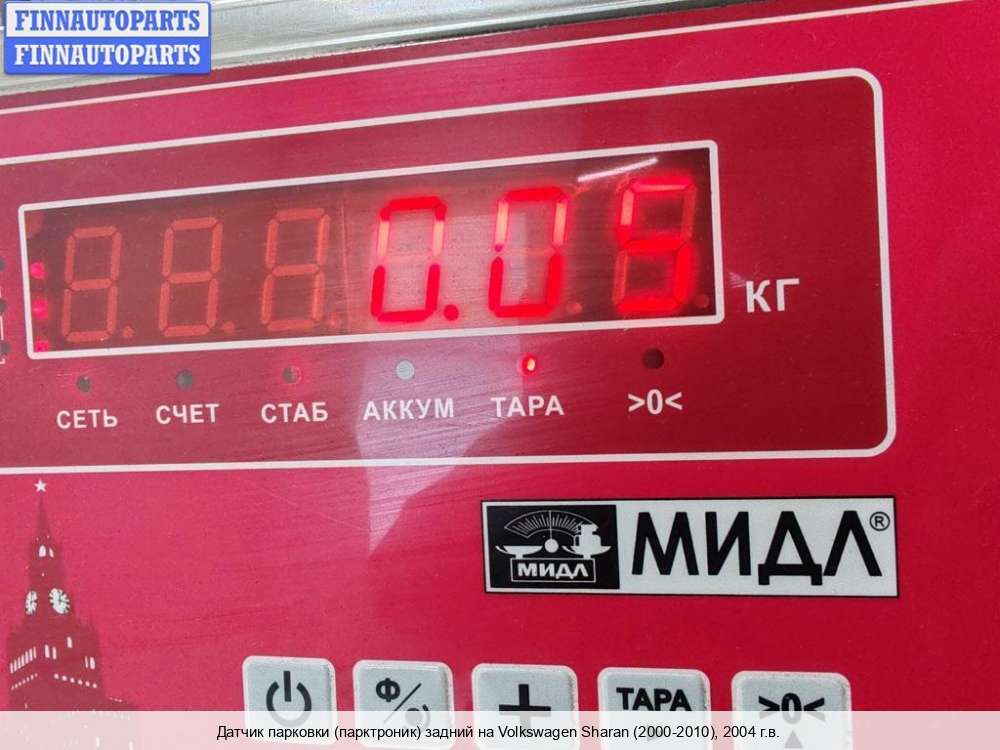 FINNAUTOPARTS
FINNAUTOPARTS
0.05
КГ
СЕТЬ СЧЕТ СТАБ АККУМ ТАРА >0<
МИДЛ
МИДЛ®
Ф
+
ТАРА
>0<
Датчик парковки (парктроник) задний на Volkswagen Sharan (2000-2010), 2004 г.в.